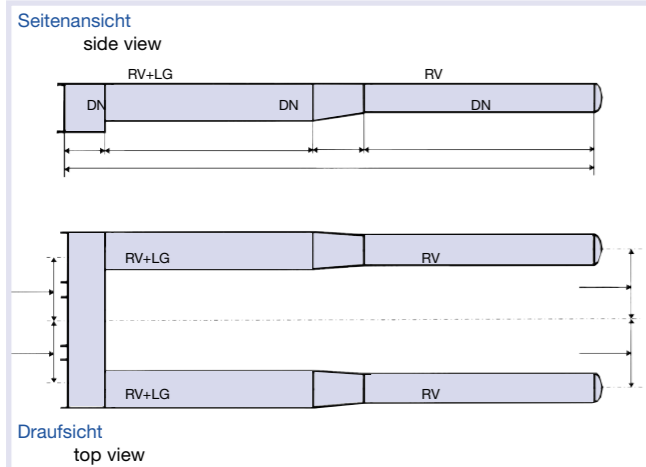 Seitenansicht
side view
RV+LG RV
DN DN DN
RV+LG RV
RV+LG RV
Draufsicht
top view